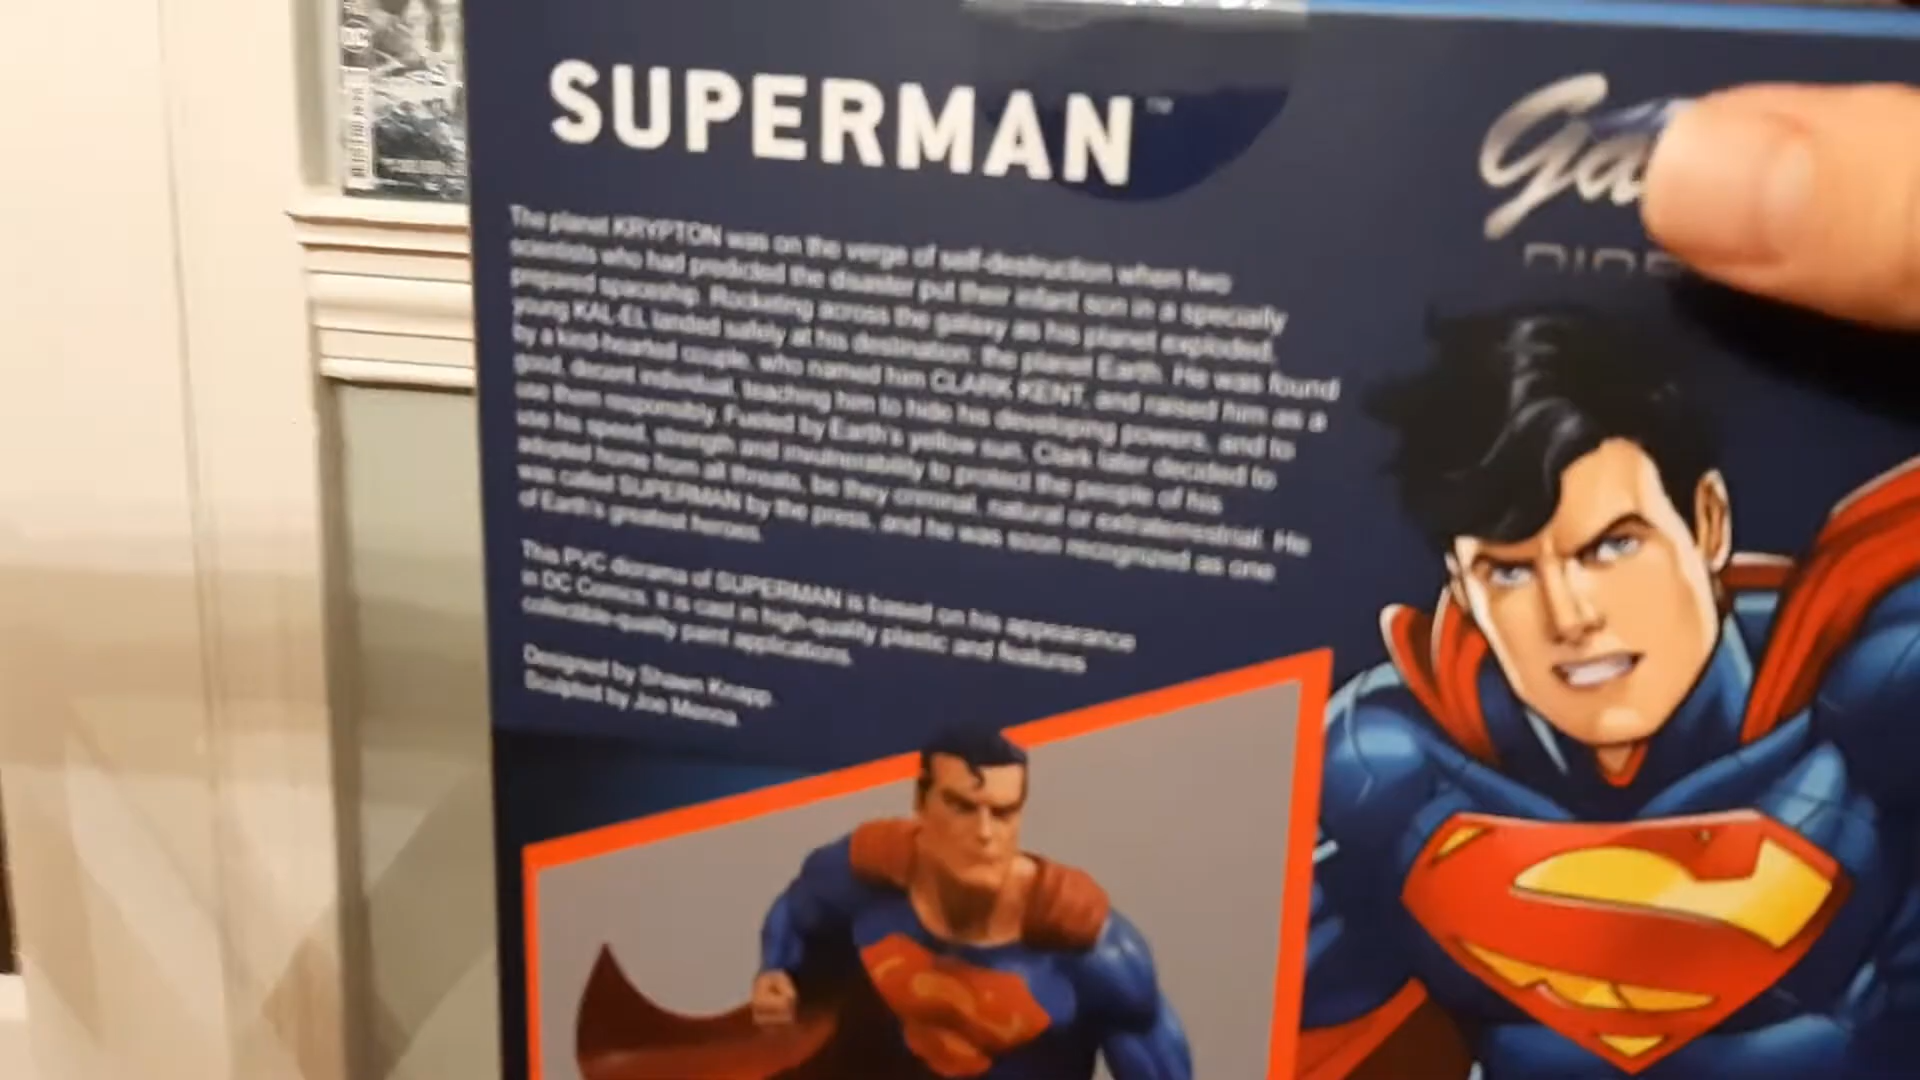 SUPERMAN™
The planet KRYPTON was on the verge of self-destruction when two
scientists who had predicted the disaster put their infant son in a specially
prepared spaceship. Rocketing across the galaxy as his planet exploded,
young KAL-EL landed safely at his destination: the planet Earth. He was found
by a kind-hearted couple, who named him CLARK KENT, and raised him as a
good, decent individual, teaching him to hide his developing powers, and to
use them responsibly. Fueled by Earth's yellow sun, Clark later decided to
use his speed, strength and invulnerability to protect the people of his
adopted home from all threats, be they criminal, natural or extraterrestrial. He
was called SUPERMAN by the press, and he was soon recognized as one
of Earth's greatest heroes.
This PVC diorama of SUPERMAN is based on his appearance
in DC Comics. It is cast in high-quality plastic and features
collectible-quality paint applications.
Designed by Shawn Knapp.
Sculpted by Joe Menna.
Ga
DC